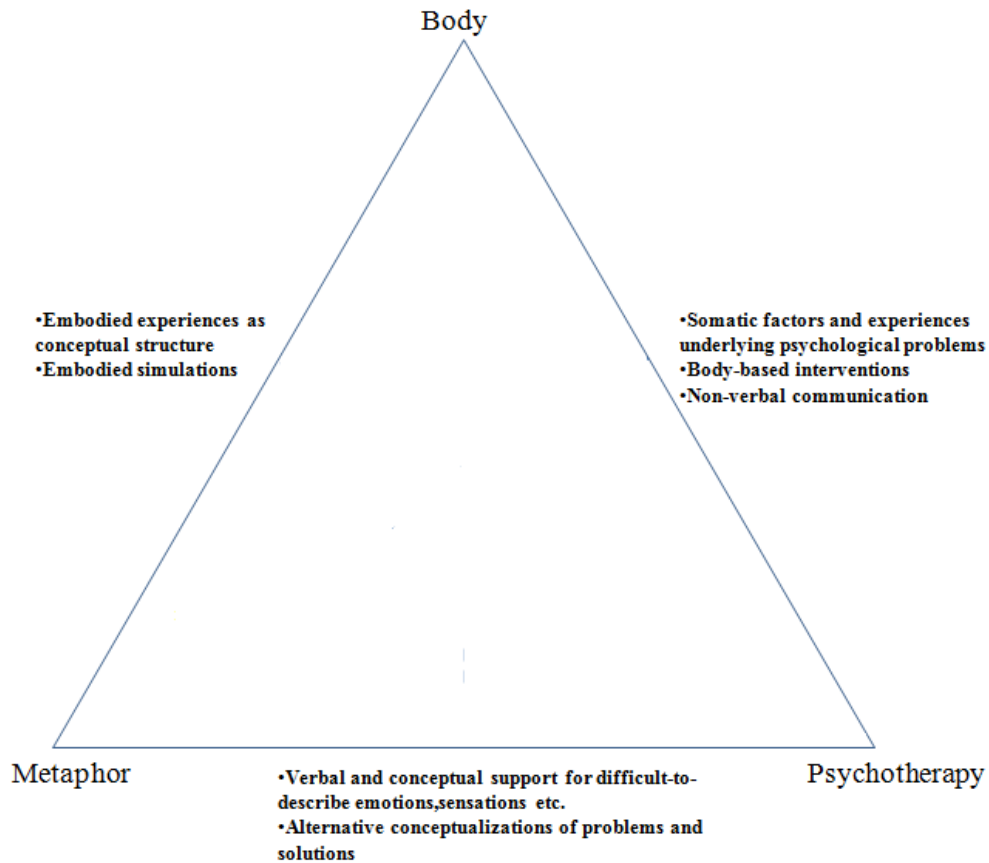 Body
•Embodied experiences as
conceptual structure
•Embodied simulations
•Somatic factors and experiences
underlying psychological problems
•Body-based interventions
•Non-verbal communication
Metaphor
Psychotherapy
•Verbal and conceptual support for difficult-to-
describe emotions,sensations etc.
•Alternative conceptualizations of problems and
solutions